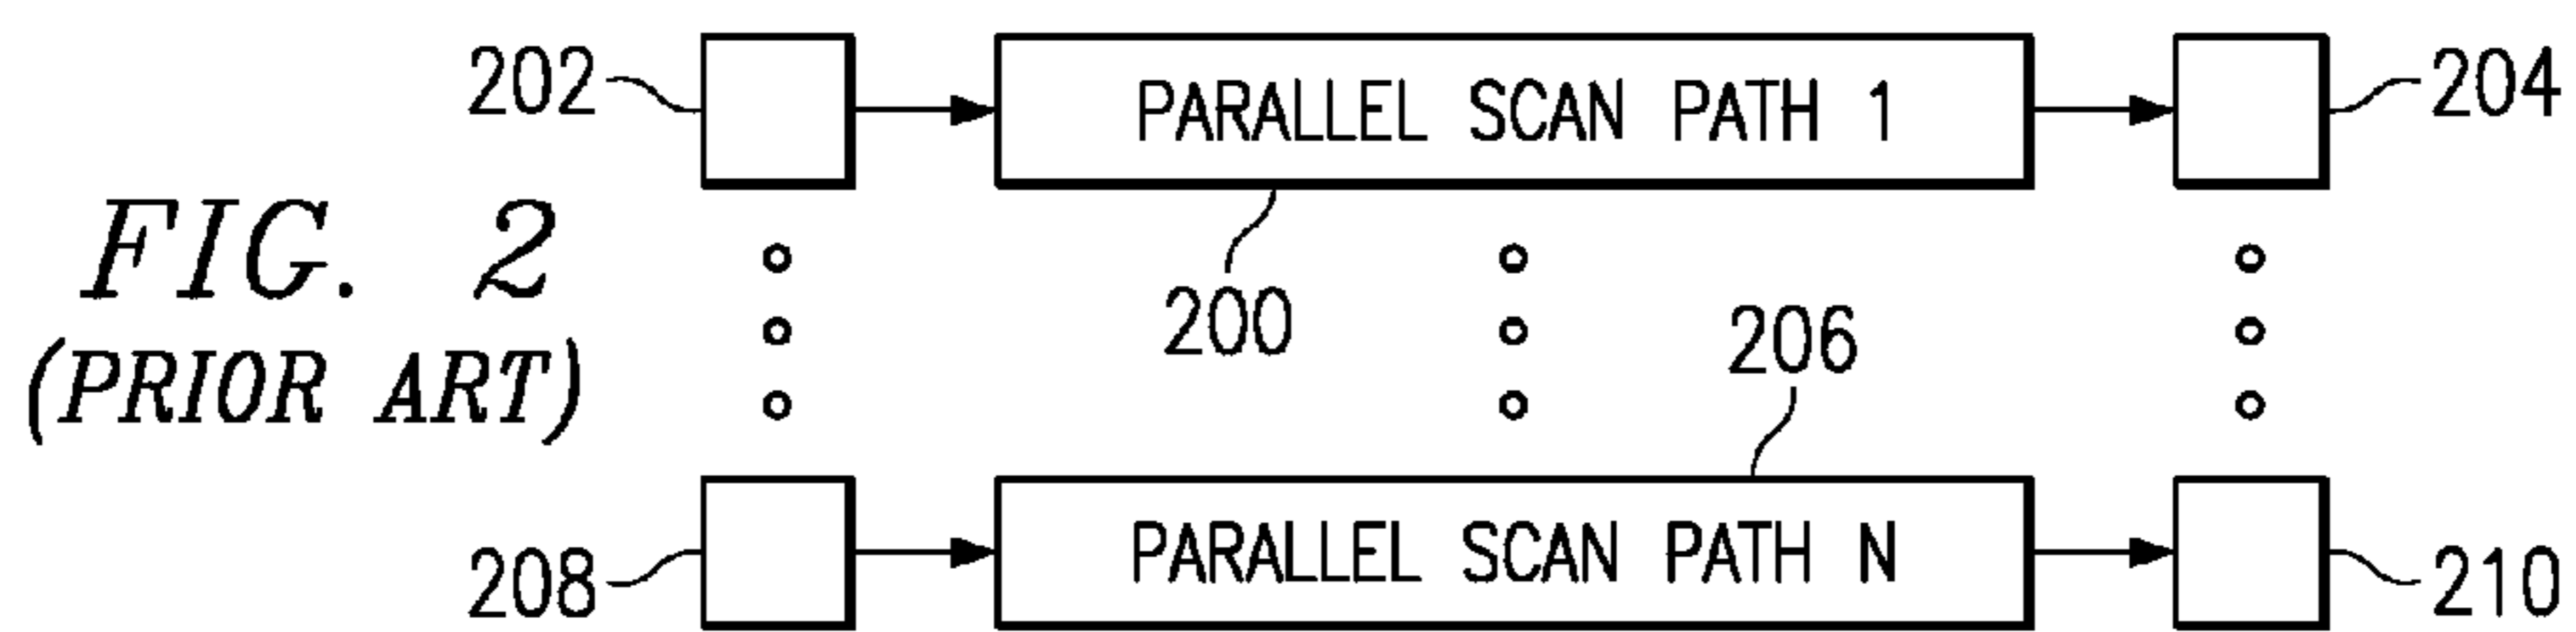 202
PARALLEL SCAN PATH 1
204
FIG. 2
(PRIOR ART)
200
206
208
PARALLEL SCAN PATH N
210